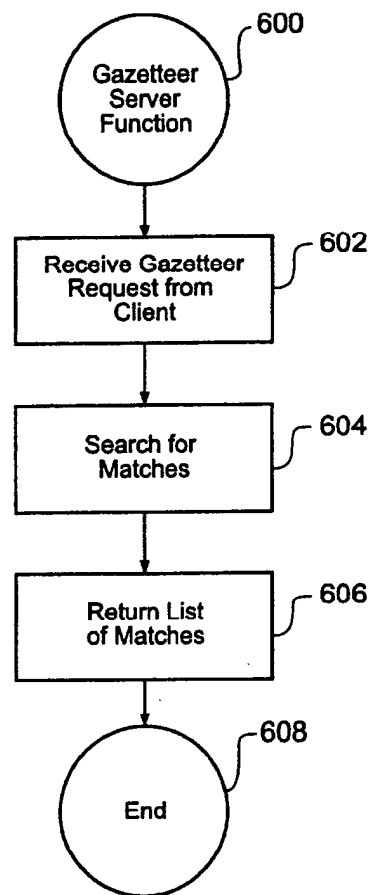 600
Gazetteer
Server
Function
602
Receive Gazetteer
Request from
Client
604
Search for
Matches
606
Return List
of Matches
608
End